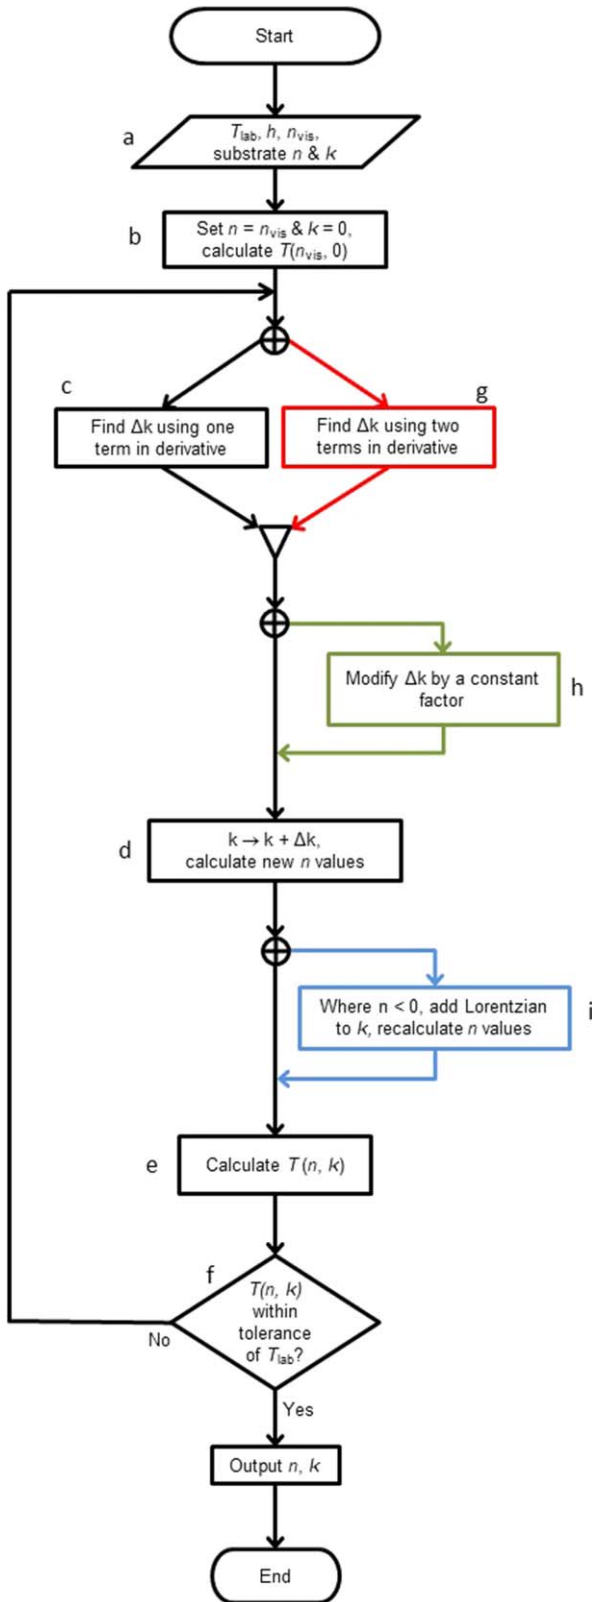 Start
a
T_lab, h, n_vis,
substrate n & k
b
Set n = n_vis & k = 0,
calculate T(n_vis, 0)
c
Find Δk using one
term in derivative
g
Find Δk using two
terms in derivative
Modify Δk by a constant
factor
h
d
k → k + Δk,
calculate new n values
Where n < 0, add Lorentzian
to k, recalculate n values
i
e
Calculate T(n, k)
f
T(n, k)
within
tolerance
of T_lab?
No
Yes
Output n, k
End